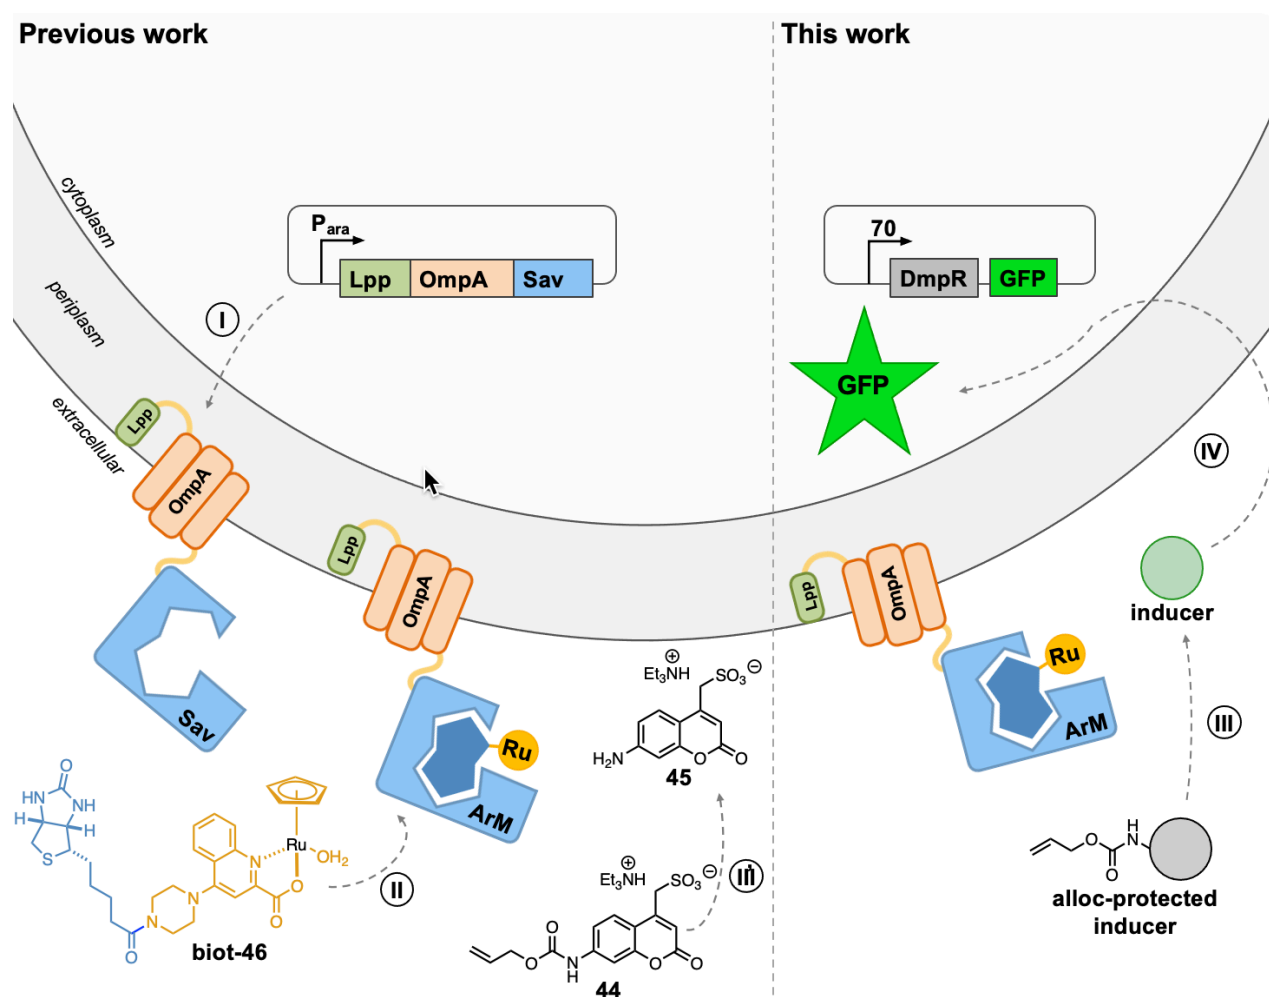 Previous work
This work
cytoplasm
periplasm
extracellular
P ara
Lpp OmpA Sav
I
Lpp
OmpA
Sav
Lpp
OmpA
Ru
ArM
II
O
HN NH
H H
S
O
N
N
N
Ru
OH2
O
O
biot-46
Et3NH ⊕
SO3 ⊖
H2N O O
45
III
Et3NH ⊕
SO3 ⊖
O
O N
H
O O
44
70
DmpR GFP
GFP
IV
Lpp
OmpA
Ru
ArM
inducer
III
H
O N
O
alloc-protected
inducer